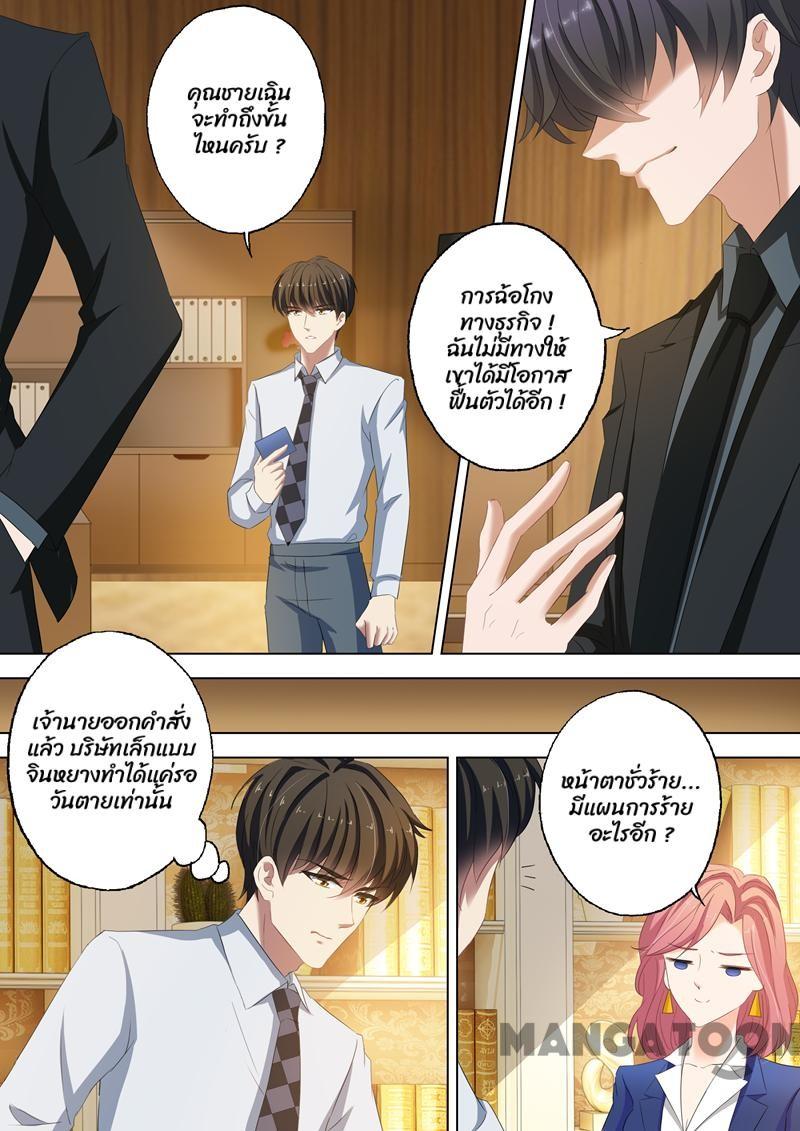 คุณชายเฉิน
จะทำถึงขั้น
ไหนครับ ?
การฉ้อโกง
ทางธุรกิจ !
ฉันไม่มีทางให้
เขาได้มีโอกาส
ฟื้นตัวได้อีก !
เจ้านายออกคำสั่ง
แล้ว บริษัทเล็กแบบ
จินหยางทำได้แค่รอ
วันตายเท่านั้น
หน้าตาชั่วร้าย...
มีแผนการร้าย
อะไรอีก ?
MANGATOON